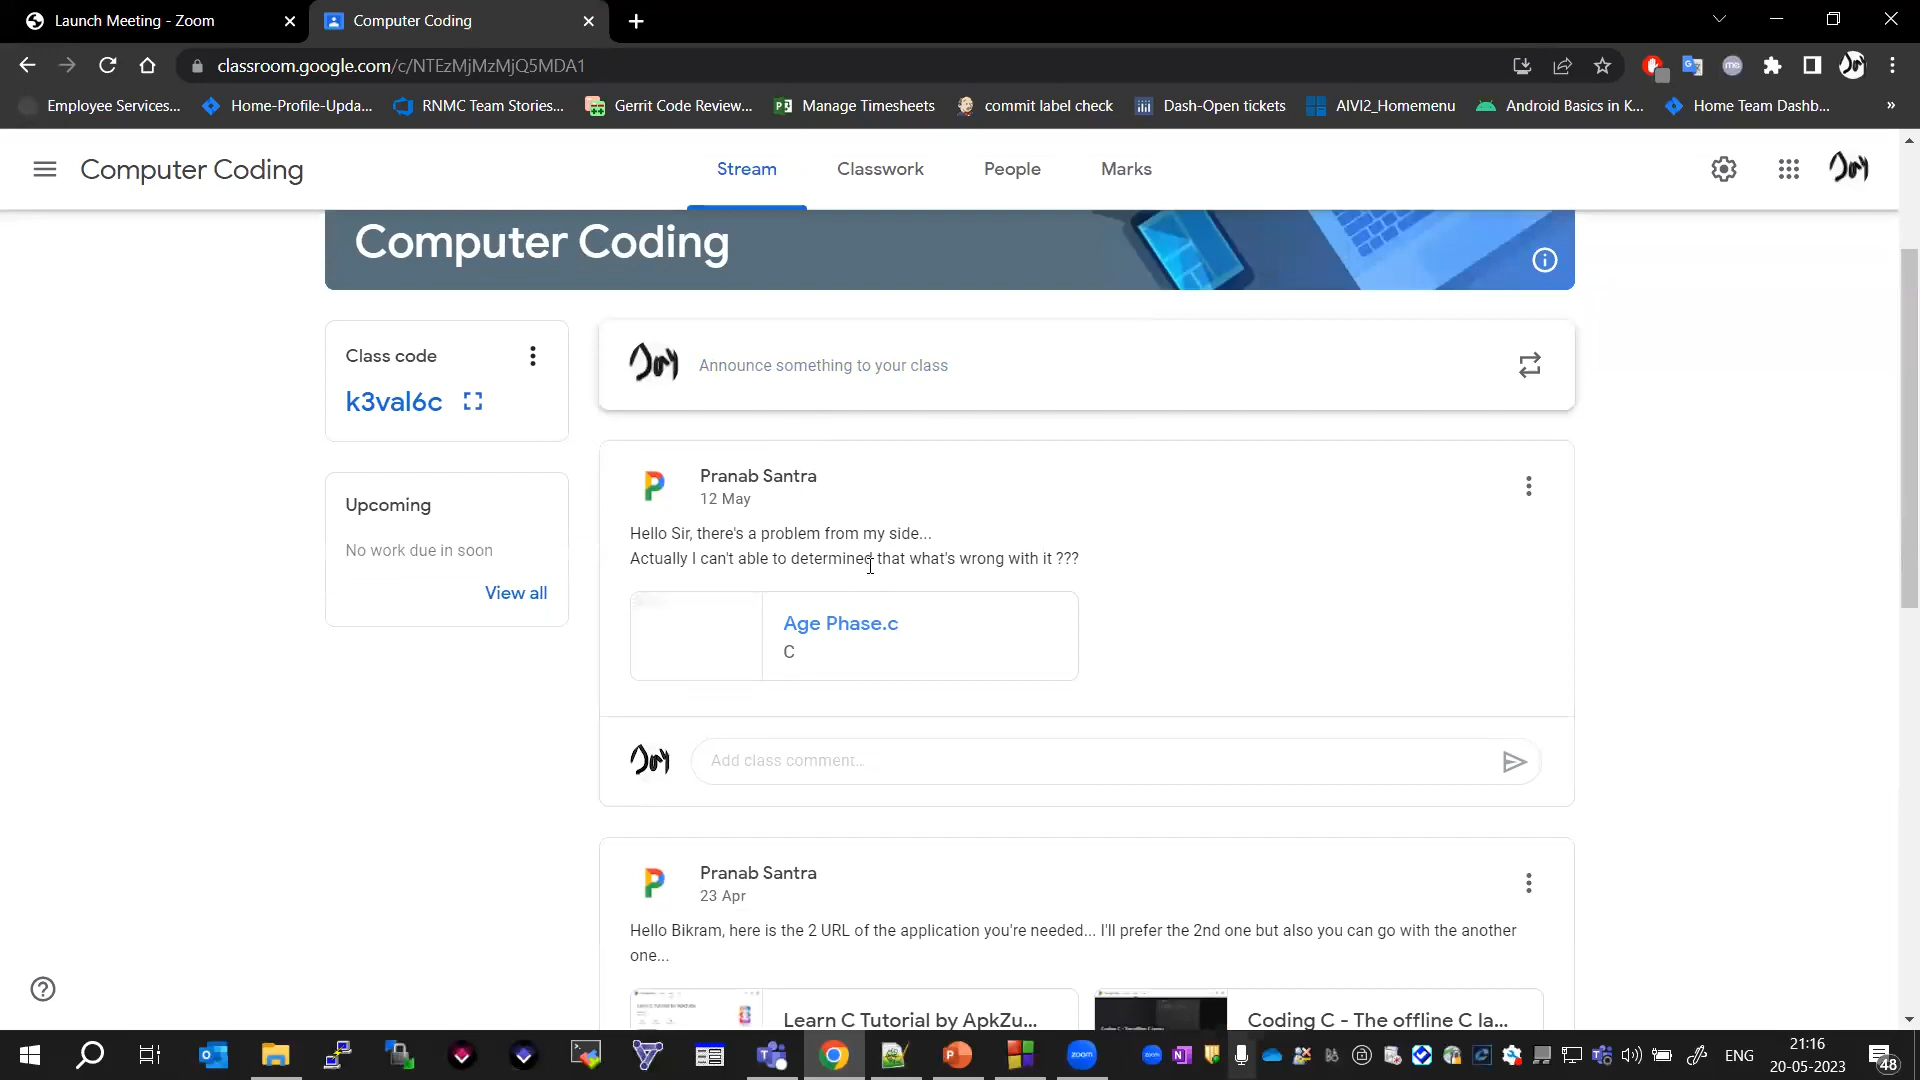 Launch Meeting - Zoom
Computer Coding
classroom.google.com/c/NTEzMjMzMjQ5MDA1
Employee Services...
Home-Profile-Upda...
RNMC Team Stories...
Gerrit Code Review...
Manage Timesheets
commit label check
Dash-Open tickets
AIVI2_Homemenu
Android Basics in K...
Home Team Dashb...
»
Computer Coding
Stream
Classwork
People
Marks
Computer Coding
Class code
k3val6c
Announce something to your class
Upcoming
No work due in soon
View all
Pranab Santra
12 May
Hello Sir, there's a problem from my side...
Actually I can't able to determined that what's wrong with it ???
Age Phase.c
C
Add class comment...
Pranab Santra
23 Apr
Hello Bikram, here is the 2 URL of the application you're needed... I'll prefer the 2nd one but also you can go with the another
one...
Learn C Tutorial by ApkZu...
Coding C - The offline C la...
zoom
ENG
21:16
20-05-2023
48